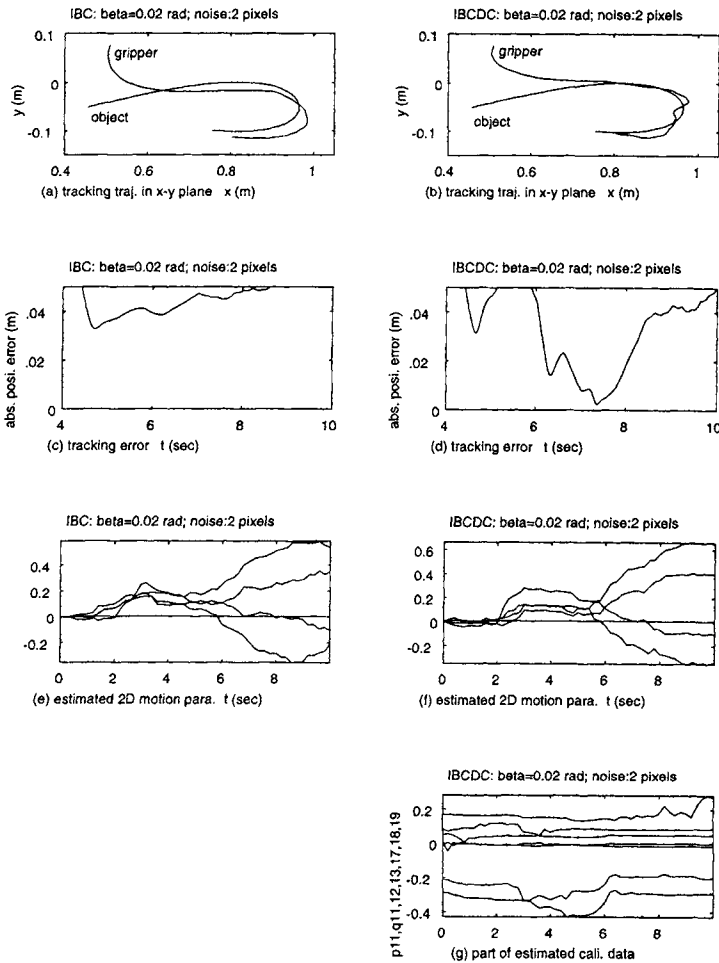 IBC: beta=0.02 rad; noise:2 pixels
0.1
0
-0.1
y (m)
gripper
object
0.4 0.6 0.8 1
(a) tracking traj. in x-y plane x (m)
IBCDC: beta=0.02 rad; noise:2 pixels
0.1
0
-0.1
y (m)
gripper
object
0.4 0.6 0.8 1
(b) tracking traj. in x-y plane x (m)
IBC: beta=0.02 rad; noise:2 pixels
.04
.02
0
abs. posi. error (m)
4 6 8 10
(c) tracking error t (sec)
IBCDC: beta=0.02 rad; noise:2 pixels
.04
.02
0
abs. posi. error (m)
4 6 8 10
(d) tracking error t (sec)
IBC: beta=0.02 rad; noise:2 pixels
0.4
0.2
0
-0.2
0 2 4 6 8
(e) estimated 2D motion para. t (sec)
IBCDC: beta=0.02 rad; noise:2 pixels
0.6
0.4
0.2
0
-0.2
0 2 4 6 8
(f) estimated 2D motion para. t (sec)
IBCDC: beta=0.02 rad; noise:2 pixels
0.2
0
-0.2
-0.4
p11,q11,12,13,17,18,19
0 2 4 6 8
(g) part of estimated cali. data